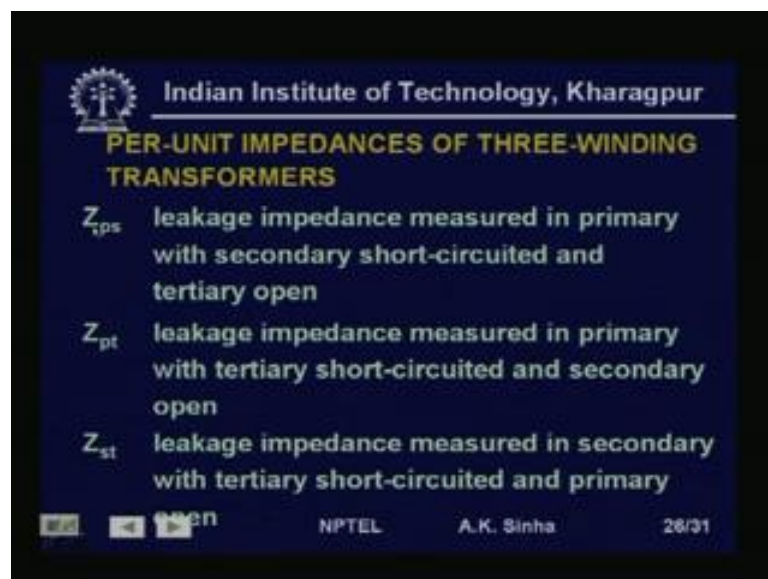 Indian Institute of Technology, Kharagpur
PER-UNIT IMPEDANCES OF THREE-WINDING
TRANSFORMERS
Zps leakage impedance measured in primary
with secondary short-circuited and
tertiary open
Zpt leakage impedance measured in primary
with tertiary short-circuited and secondary
open
Zst leakage impedance measured in secondary
with tertiary short-circuited and primary
open
NPTEL A.K. Sinha 26/31